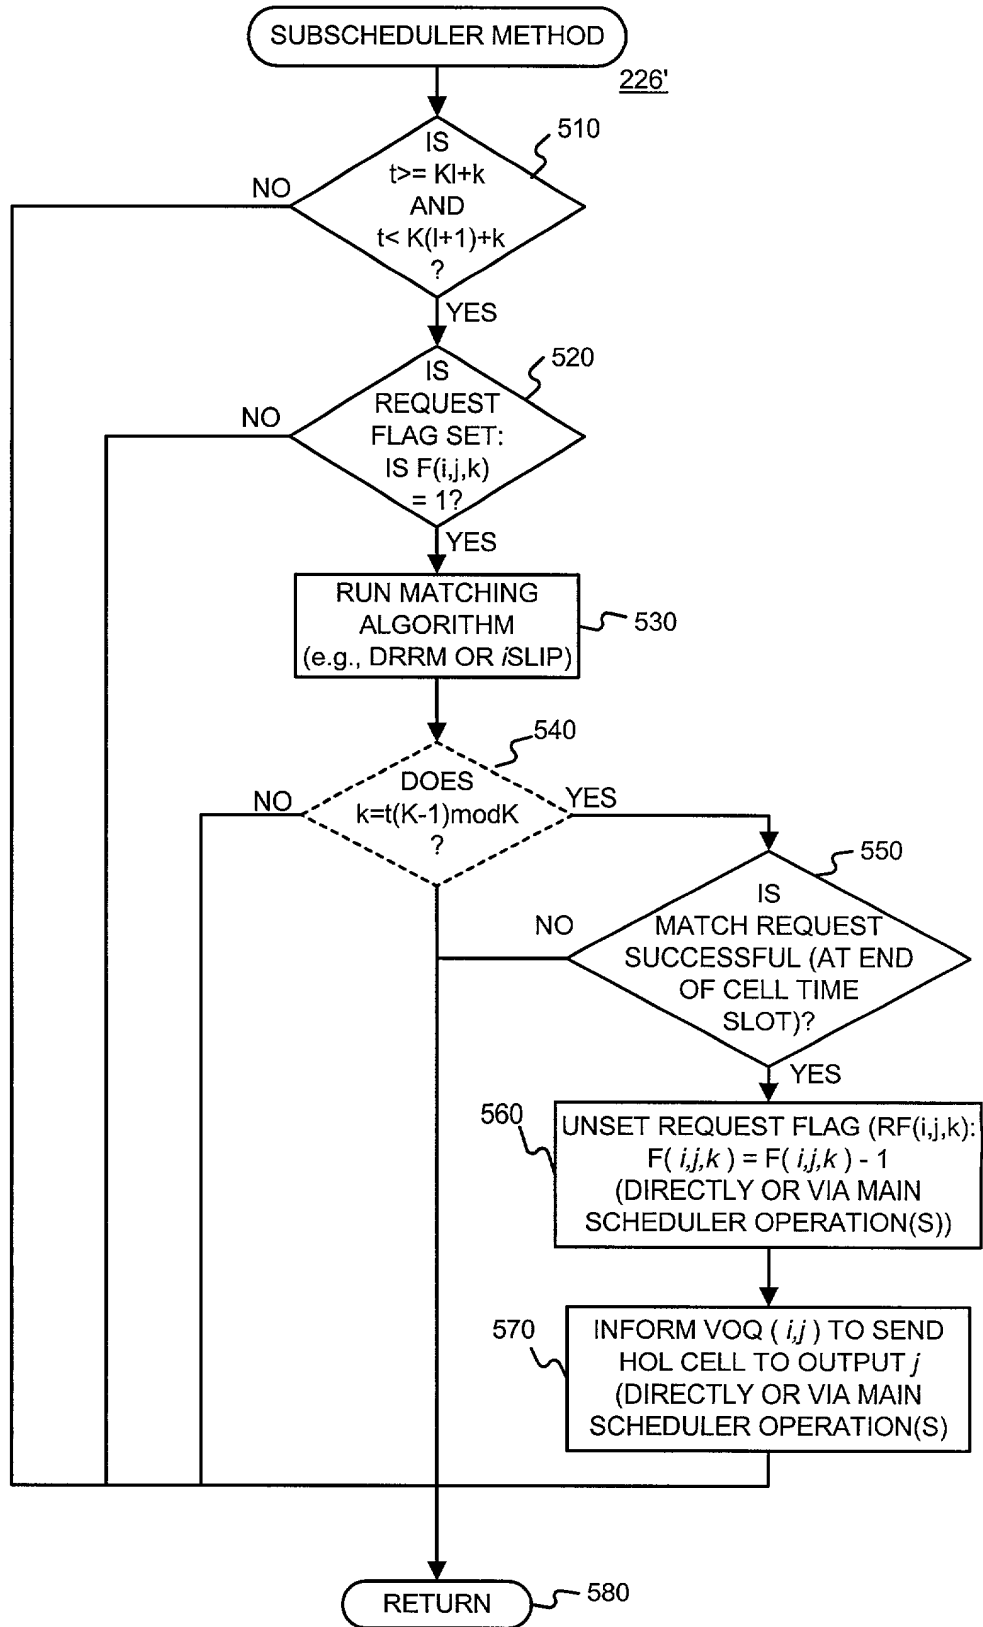 SUBSCHEDULER METHOD
226'
510
IS
t>= Kl+k
AND
t< K(l+1)+k
?
NO
YES
520
IS
REQUEST
FLAG SET:
IS F(i,j,k)
= 1?
NO
YES
RUN MATCHING
ALGORITHM
(e.g., DRRM OR iSLIP)
530
540
DOES
k=t(K-1)modK
?
NO
YES
550
IS
MATCH REQUEST
SUCCESSFUL (AT END
OF CELL TIME
SLOT)?
NO
YES
560
UNSET REQUEST FLAG (RF(i,j,k):
F( i,j,k ) = F( i,j,k ) - 1
(DIRECTLY OR VIA MAIN
SCHEDULER OPERATION(S))
570
INFORM VOQ ( i,j ) TO SEND
HOL CELL TO OUTPUT j
(DIRECTLY OR VIA MAIN
SCHEDULER OPERATION(S)
RETURN
580